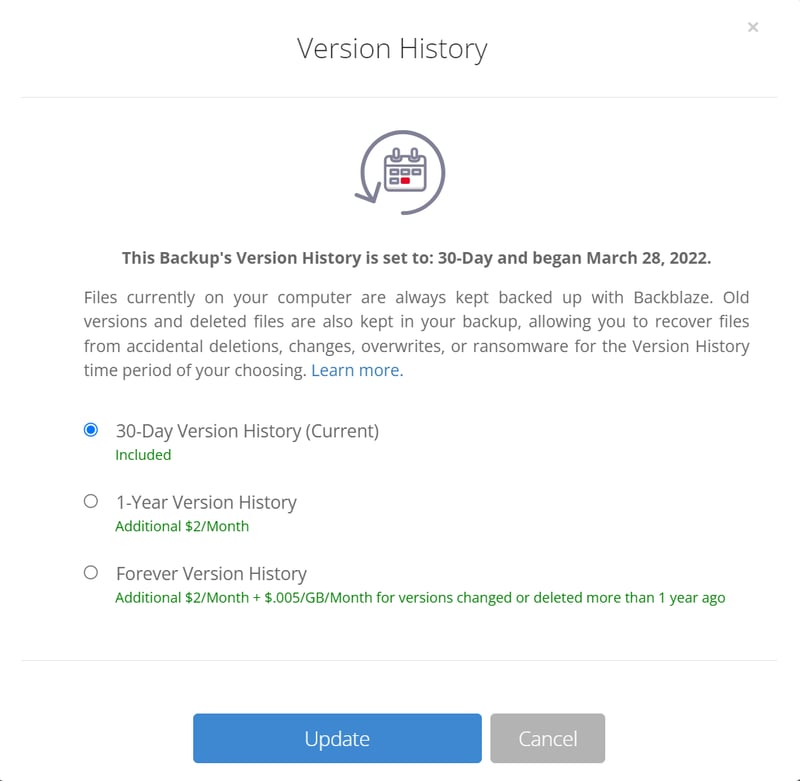 ×
Version History
This Backup's Version History is set to: 30-Day and began March 28, 2022.
Files currently on your computer are always kept backed up with Backblaze. Old
versions and deleted files are also kept in your backup, allowing you to recover files
from accidental deletions, changes, overwrites, or ransomware for the Version History
time period of your choosing. Learn more.
30-Day Version History (Current)
Included
1-Year Version History
Additional $2/Month
Forever Version History
Additional $2/Month + $.005/GB/Month for versions changed or deleted more than 1 year ago
Update Cancel